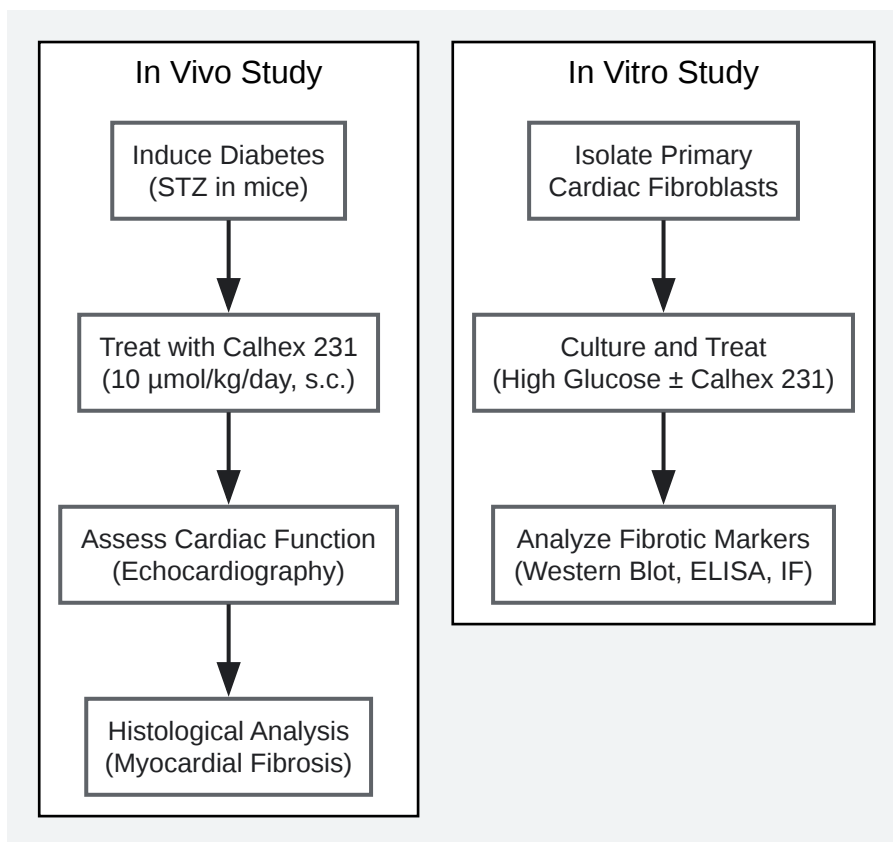 In Vivo Study
Induce Diabetes
(STZ in mice)
Treat with Calhex 231
(10 µmol/kg/day, s.c.)
Assess Cardiac Function
(Echocardiography)
Histological Analysis
(Myocardial Fibrosis)
In Vitro Study
Isolate Primary
Cardiac Fibroblasts
Culture and Treat
(High Glucose ± Calhex 231)
Analyze Fibrotic Markers
(Western Blot, ELISA, IF)